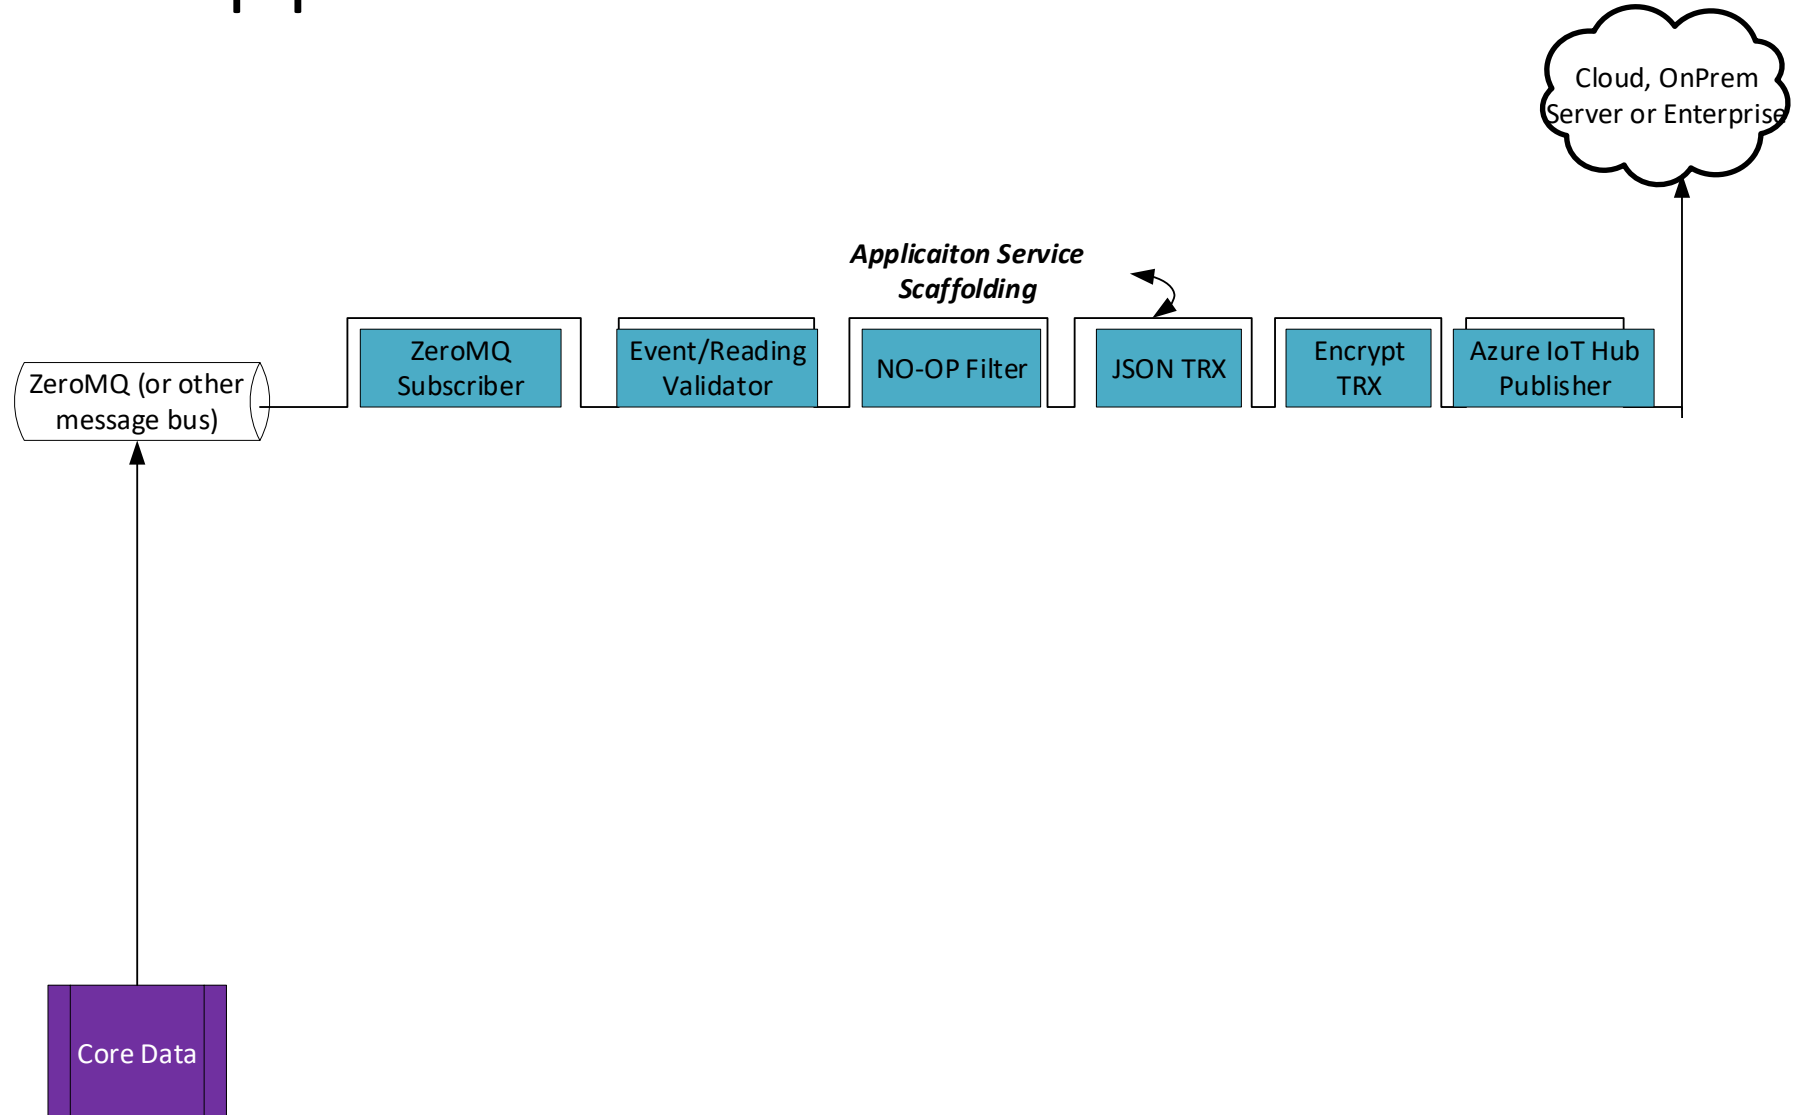 Cloud, OnPrem
Server or Enterprise
Applicaiton Service
Scaffolding
ZeroMQ
Subscriber
Event/Reading
Validator
NO-OP Filter
JSON TRX
Encrypt
TRX
Azure IoT Hub
Publisher
ZeroMQ (or other
message bus)
Core Data